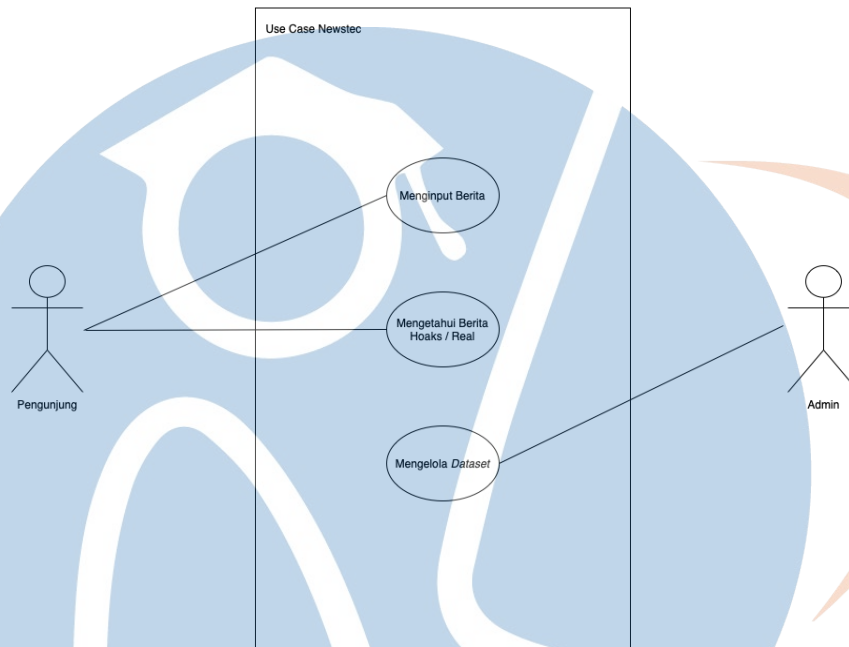 Use Case Newstec
Menginput Berita
Mengetahui Berita
Hoaks / Real
Pengunjung
Admin
Mengelola Dataset